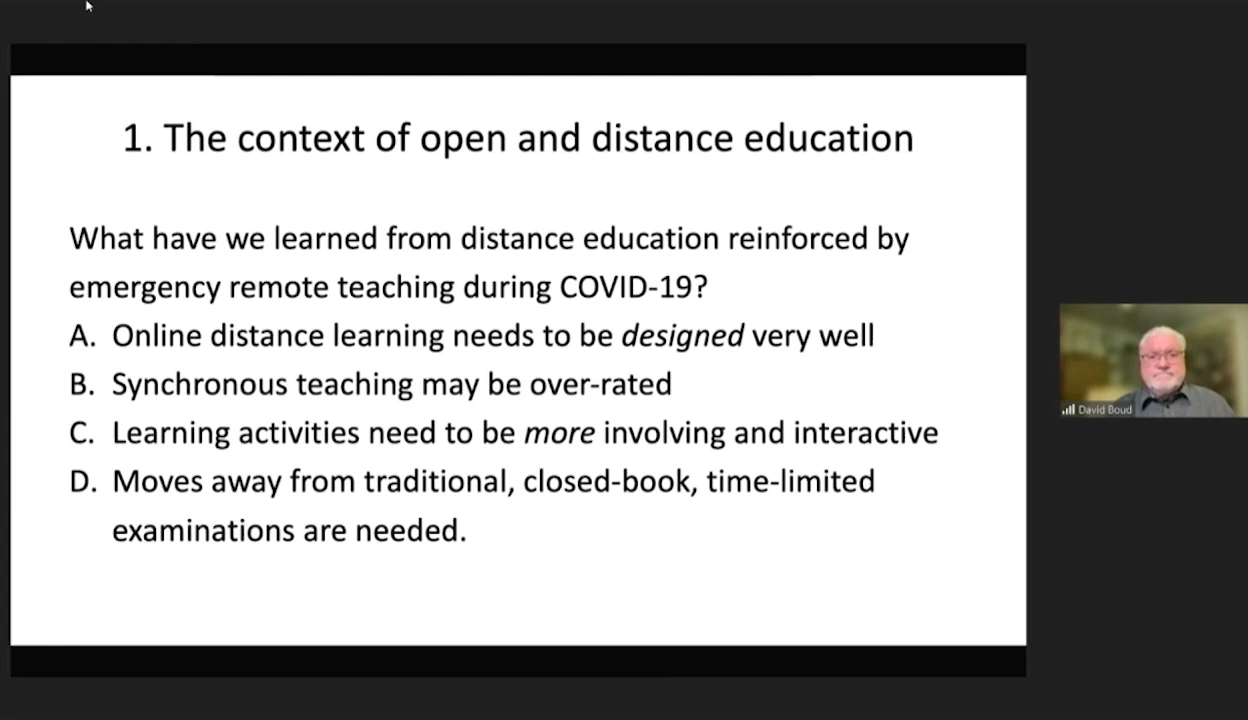 1. The context of open and distance education
What have we learned from distance education reinforced by
emergency remote teaching during COVID-19?
A. Online distance learning needs to be designed very well
B. Synchronous teaching may be over-rated
C. Learning activities need to be more involving and interactive
D. Moves away from traditional, closed-book, time-limited
examinations are needed.
David Boud